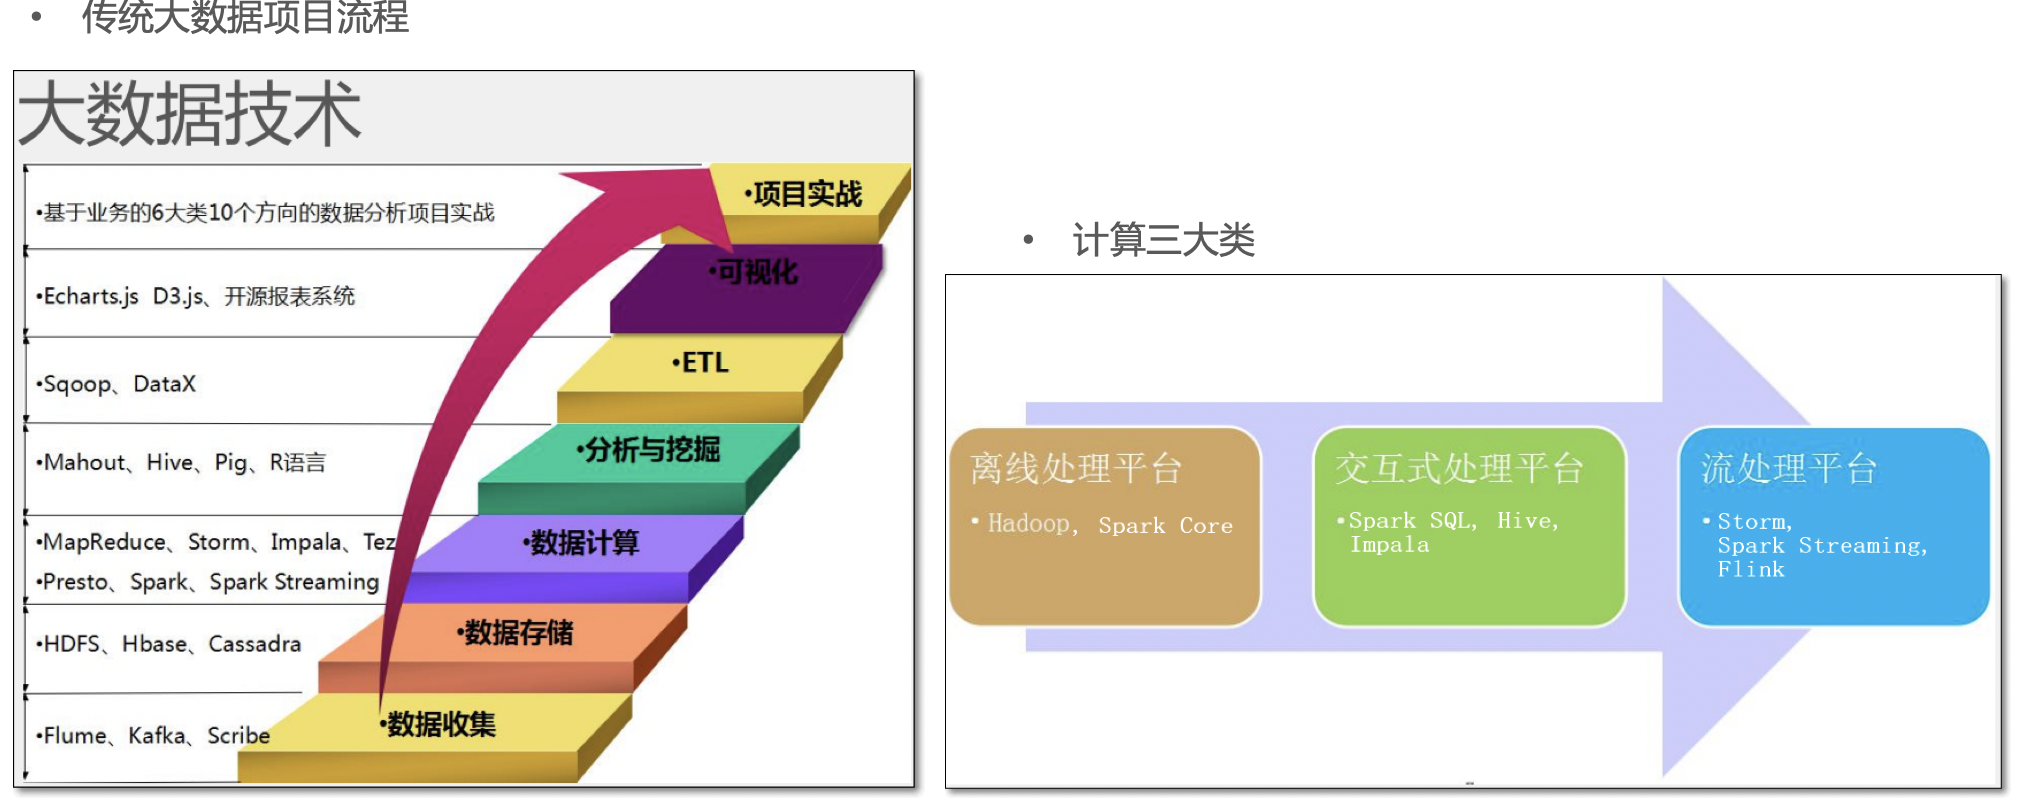 • 传统大数据项目流程
大数据技术
•基于业务的6大类10个方向的数据分析项目实战
•项目实战
•Echarts.js D3.js、开源报表系统
•可视化
•Sqoop、DataX
•ETL
•Mahout、Hive、Pig、R语言
•分析与挖掘
•MapReduce、Storm、Impala、Tez
•Presto、Spark、Spark Streaming
•数据计算
•HDFS、Hbase、Cassadra
•数据存储
•Flume、Kafka、Scribe
•数据收集
• 计算三大类
离线处理平台
•Hadoop, Spark Core
交互式处理平台
•Spark SQL, Hive,
Impala
流处理平台
•Storm,
Spark Streaming,
Flink